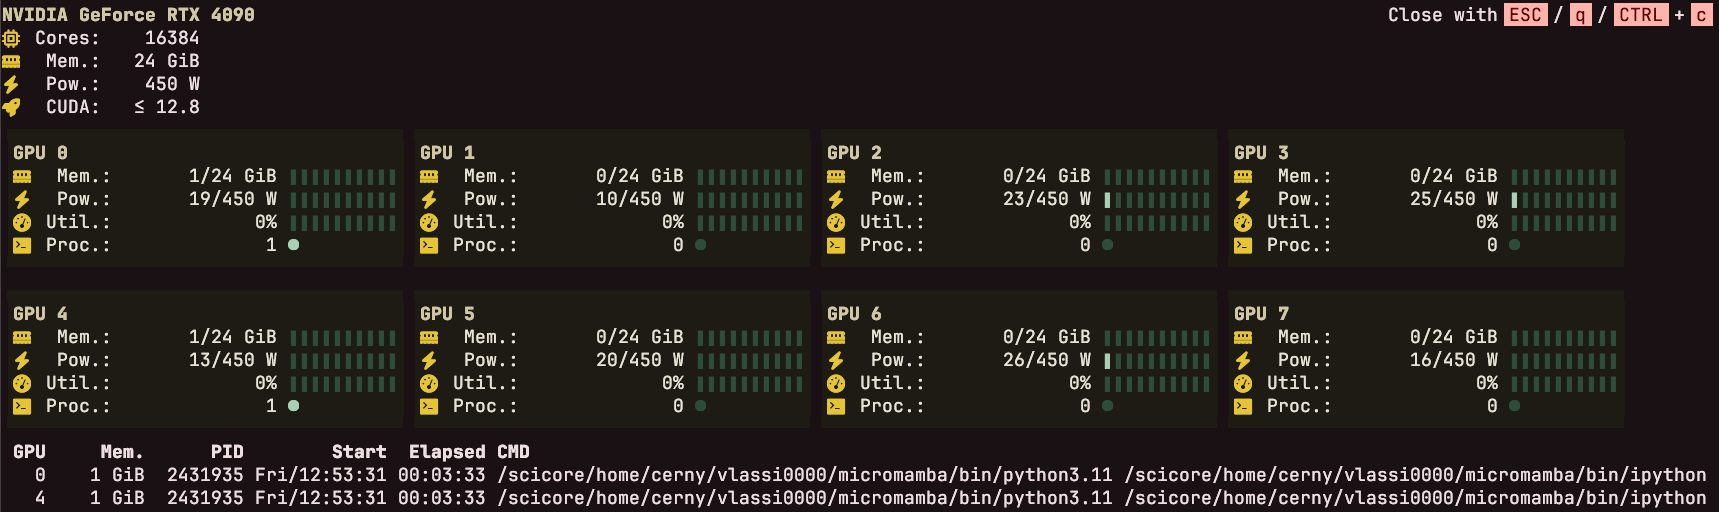 NVIDIA GeForce RTX 4090 Close with ESC / q / CTRL + c
Cores: 16384
Mem.: 24 GiB
Pow.: 450 W
CUDA: ≤ 12.8
GPU 0 GPU 1 GPU 2 GPU 3
Mem.: 1/24 GiB Mem.: 0/24 GiB Mem.: 0/24 GiB Mem.: 0/24 GiB
Pow.: 19/450 W Pow.: 10/450 W Pow.: 23/450 W Pow.: 25/450 W
Util.: 0% Util.: 0% Util.: 0% Util.: 0%
Proc.: 1 Proc.: 0 Proc.: 0 Proc.: 0
GPU 4 GPU 5 GPU 6 GPU 7
Mem.: 1/24 GiB Mem.: 0/24 GiB Mem.: 0/24 GiB Mem.: 0/24 GiB
Pow.: 13/450 W Pow.: 20/450 W Pow.: 26/450 W Pow.: 16/450 W
Util.: 0% Util.: 0% Util.: 0% Util.: 0%
Proc.: 1 Proc.: 0 Proc.: 0 Proc.: 0
GPU Mem. PID Start Elapsed CMD
0 1 GiB 2431935 Fri/12:53:31 00:03:33 /scicore/home/cerny/vlassi0000/micromamba/bin/python3.11 /scicore/home/cerny/vlassi0000/micromamba/bin/ipython
4 1 GiB 2431935 Fri/12:53:31 00:03:33 /scicore/home/cerny/vlassi0000/micromamba/bin/python3.11 /scicore/home/cerny/vlassi0000/micromamba/bin/ipython